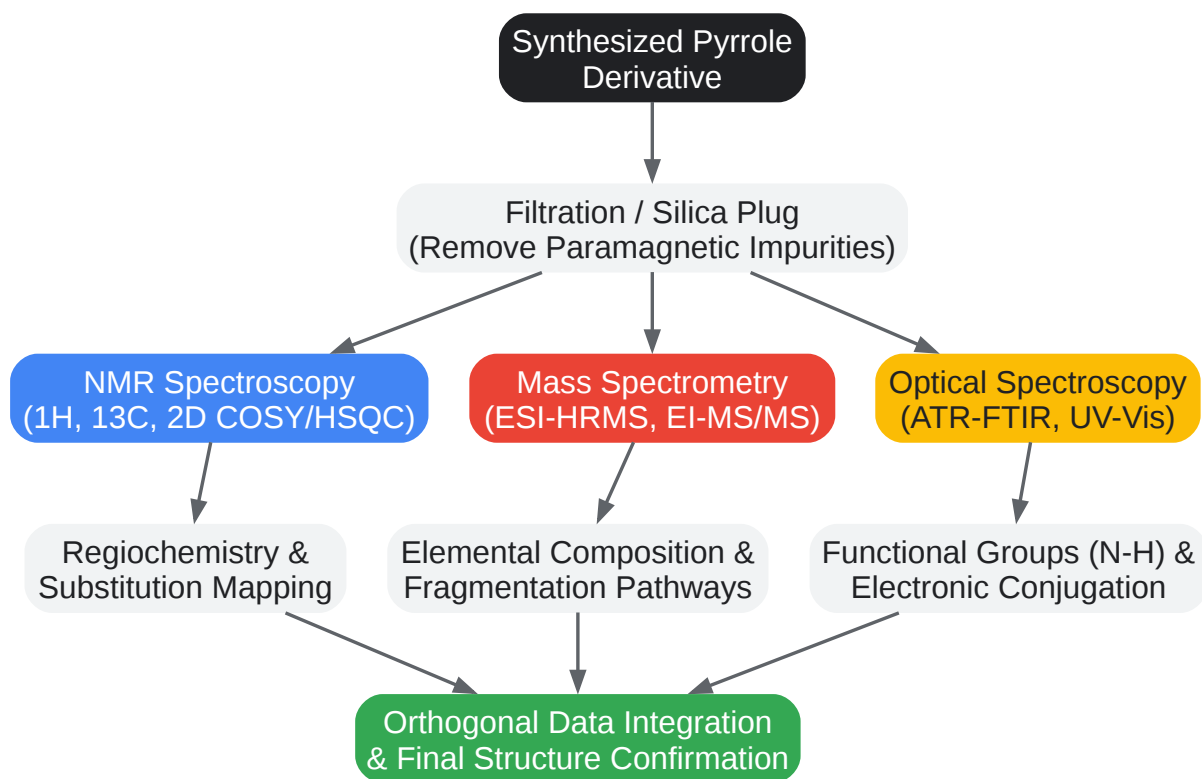 Synthesized Pyrrole
Derivative
Filtration / Silica Plug
(Remove Paramagnetic Impurities)
NMR Spectroscopy
(1H, 13C, 2D COSY/HSQC)
Mass Spectrometry
(ESI-HRMS, EI-MS/MS)
Optical Spectroscopy
(ATR-FTIR, UV-Vis)
Regiochemistry &
Substitution Mapping
Elemental Composition &
Fragmentation Pathways
Functional Groups (N-H) &
Electronic Conjugation
Orthogonal Data Integration
& Final Structure Confirmation